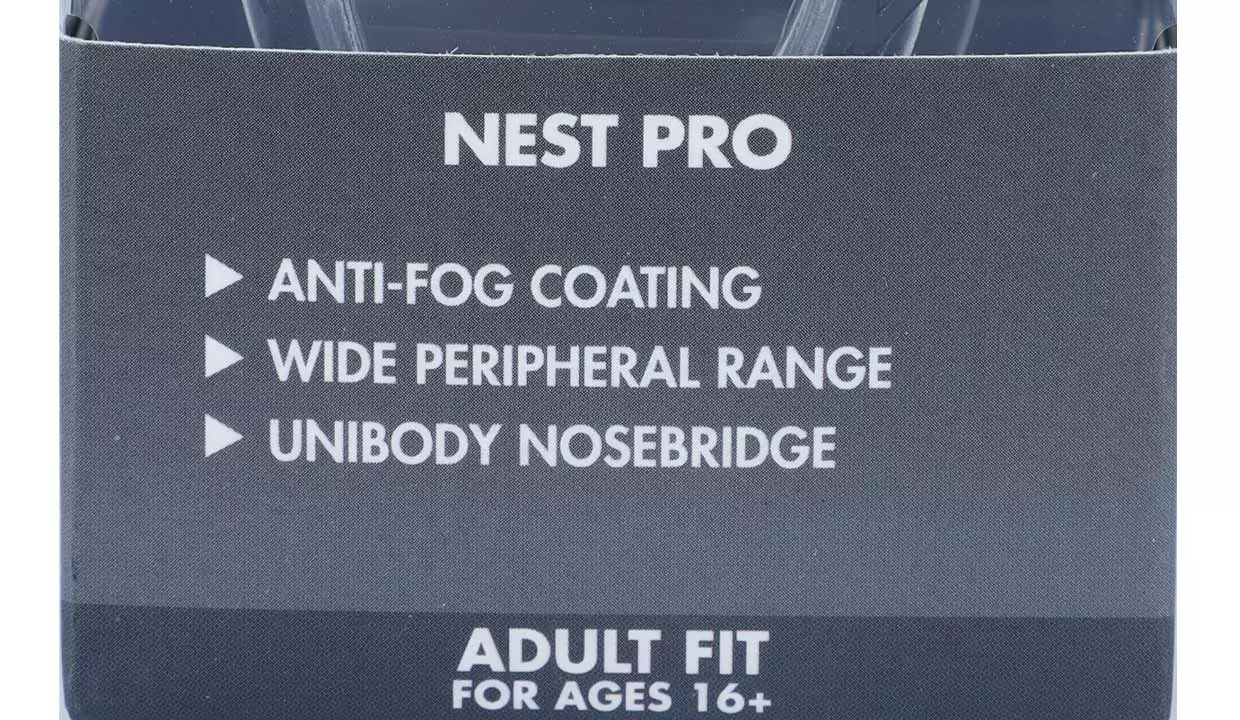 NEST PRO
ANTI-FOG COATING
WIDE PERIPHERAL RANGE
UNIBODY NOSEBRIDGE
ADULT FIT
FOR AGES 16+